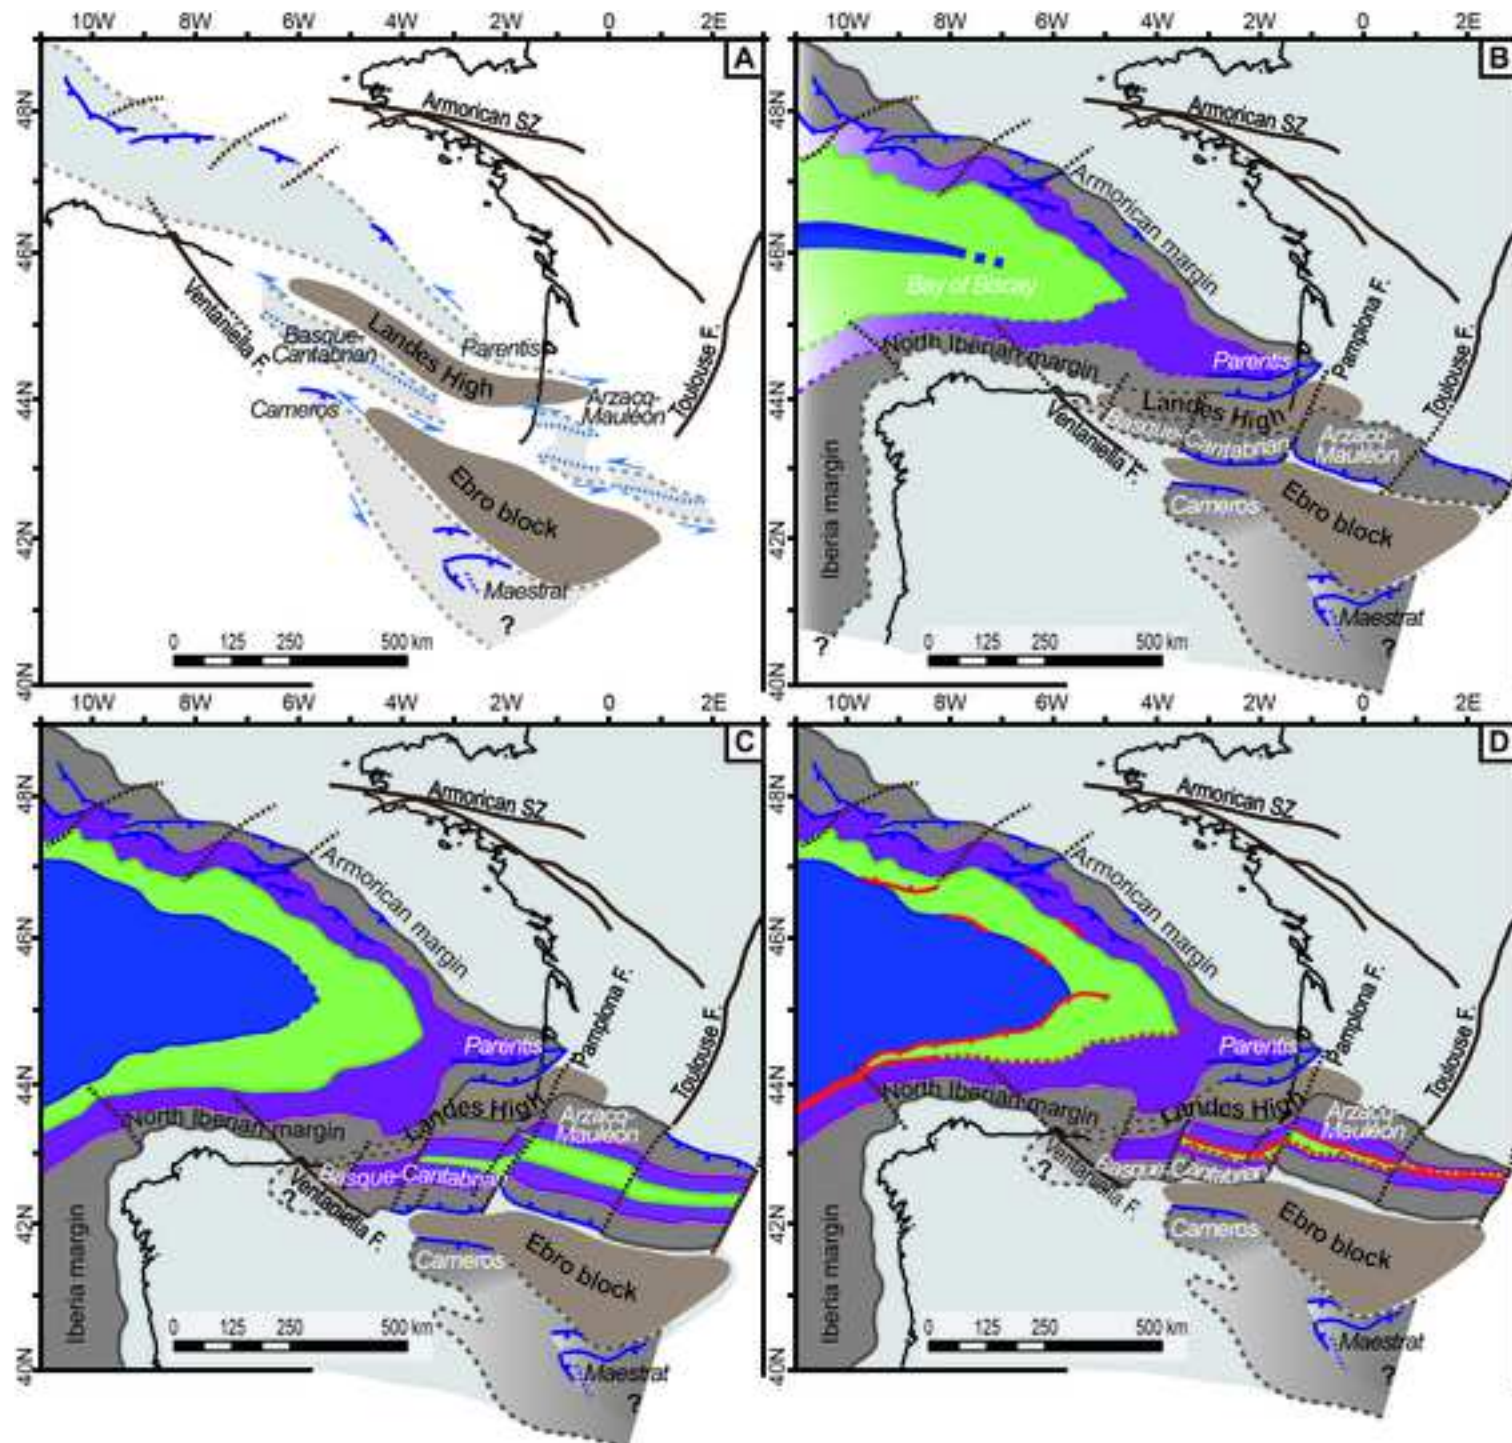 10W 8W 6W 4W 2W 0 2E
10W 8W 6W 4W 2W 0 2E
A
48N
46N
44N
42N
40N
Armorican SZ
Ventaniella F.
Basque-
Cantabrian
Landes High
Parentis
Cameros
Arzacq-
Mauléon
Toulouse F.
Ebro block
Maestrat
?
0 125 250 500 km
B
48N
46N
44N
42N
40N
Armorican SZ
Armorican margin
Bay of Biscay
North Iberian margin
Parentis
Pamplona F.
Toulouse F.
Landes High
Ventaniella F.
Basque-Cantabrian
Arzacq-
Mauléon
Iberia margin
Cameros
Ebro block
Maestrat
?
?
0 125 250 500 km
10W 8W 6W 4W 2W 0 2E
10W 8W 6W 4W 2W 0 2E
C
48N
46N
44N
42N
40N
Armorican SZ
Armorican margin
Parentis
Pamplona F.
Toulouse F.
North Iberian margin
Landes High
Arzacq-
Mauléon
Basque-Cantabrian
?
Ventaniella F.
Iberia margin
Cameros
Ebro block
Maestrat
?
0 125 250 500 km
D
48N
46N
44N
42N
40N
Armorican SZ
Armorican margin
Parentis
Pamplona F.
Toulouse F.
North Iberian margin
Landes High
Arzacq-
Mauléon
Basque-Cantabrian
?
Ventaniella F.
Iberia margin
Cameros
Ebro block
Maestrat
?
0 125 250 500 km